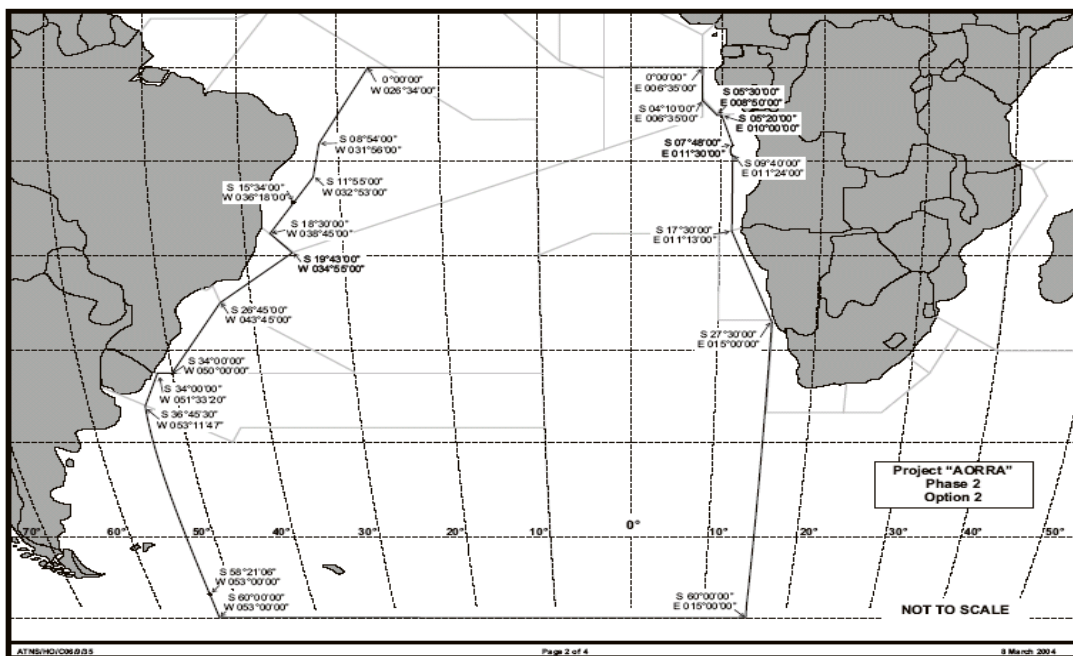 0°00'00"
W 026°34'00"
0°00'00"
E 006°35'00"
S 04°10'00"
E 006°35'00"
S 05°30'00"
E 008°50'00"
S 05°20'00"
E 010°00'00"
S 07°48'00"
E 011°30'00"
S 09°40'00"
E 011°24'00"
S 08°54'00"
W 031°56'00"
S 11°55'00"
W 032°53'00"
S 15°34'00"
W 036°18'00"
S 18°30'00"
W 038°45'00"
S 17°30'00"
E 011°13'00"
S 19°43'00"
W 034°55'00"
S 26°45'00"
W 043°45'00"
S 27°30'00"
E 015°00'00"
S 34°00'00"
W 050°00'00"
S 34°00'00"
W 051°33'20"
S 36°45'30"
W 053°11'47"
Project "AORRA"
Phase 2
Option 2
70° 60° 50° 40° 30° 20° 10° 0° 10° 20° 30° 40° 50°
S 58°21'06"
W 053°00'00"
S 60°00'00"
W 053°00'00"
S 60°00'00"
E 015°00'00"
NOT TO SCALE
ATNS/HO/C06/9/35 Page 2 of 4 8 March 2004